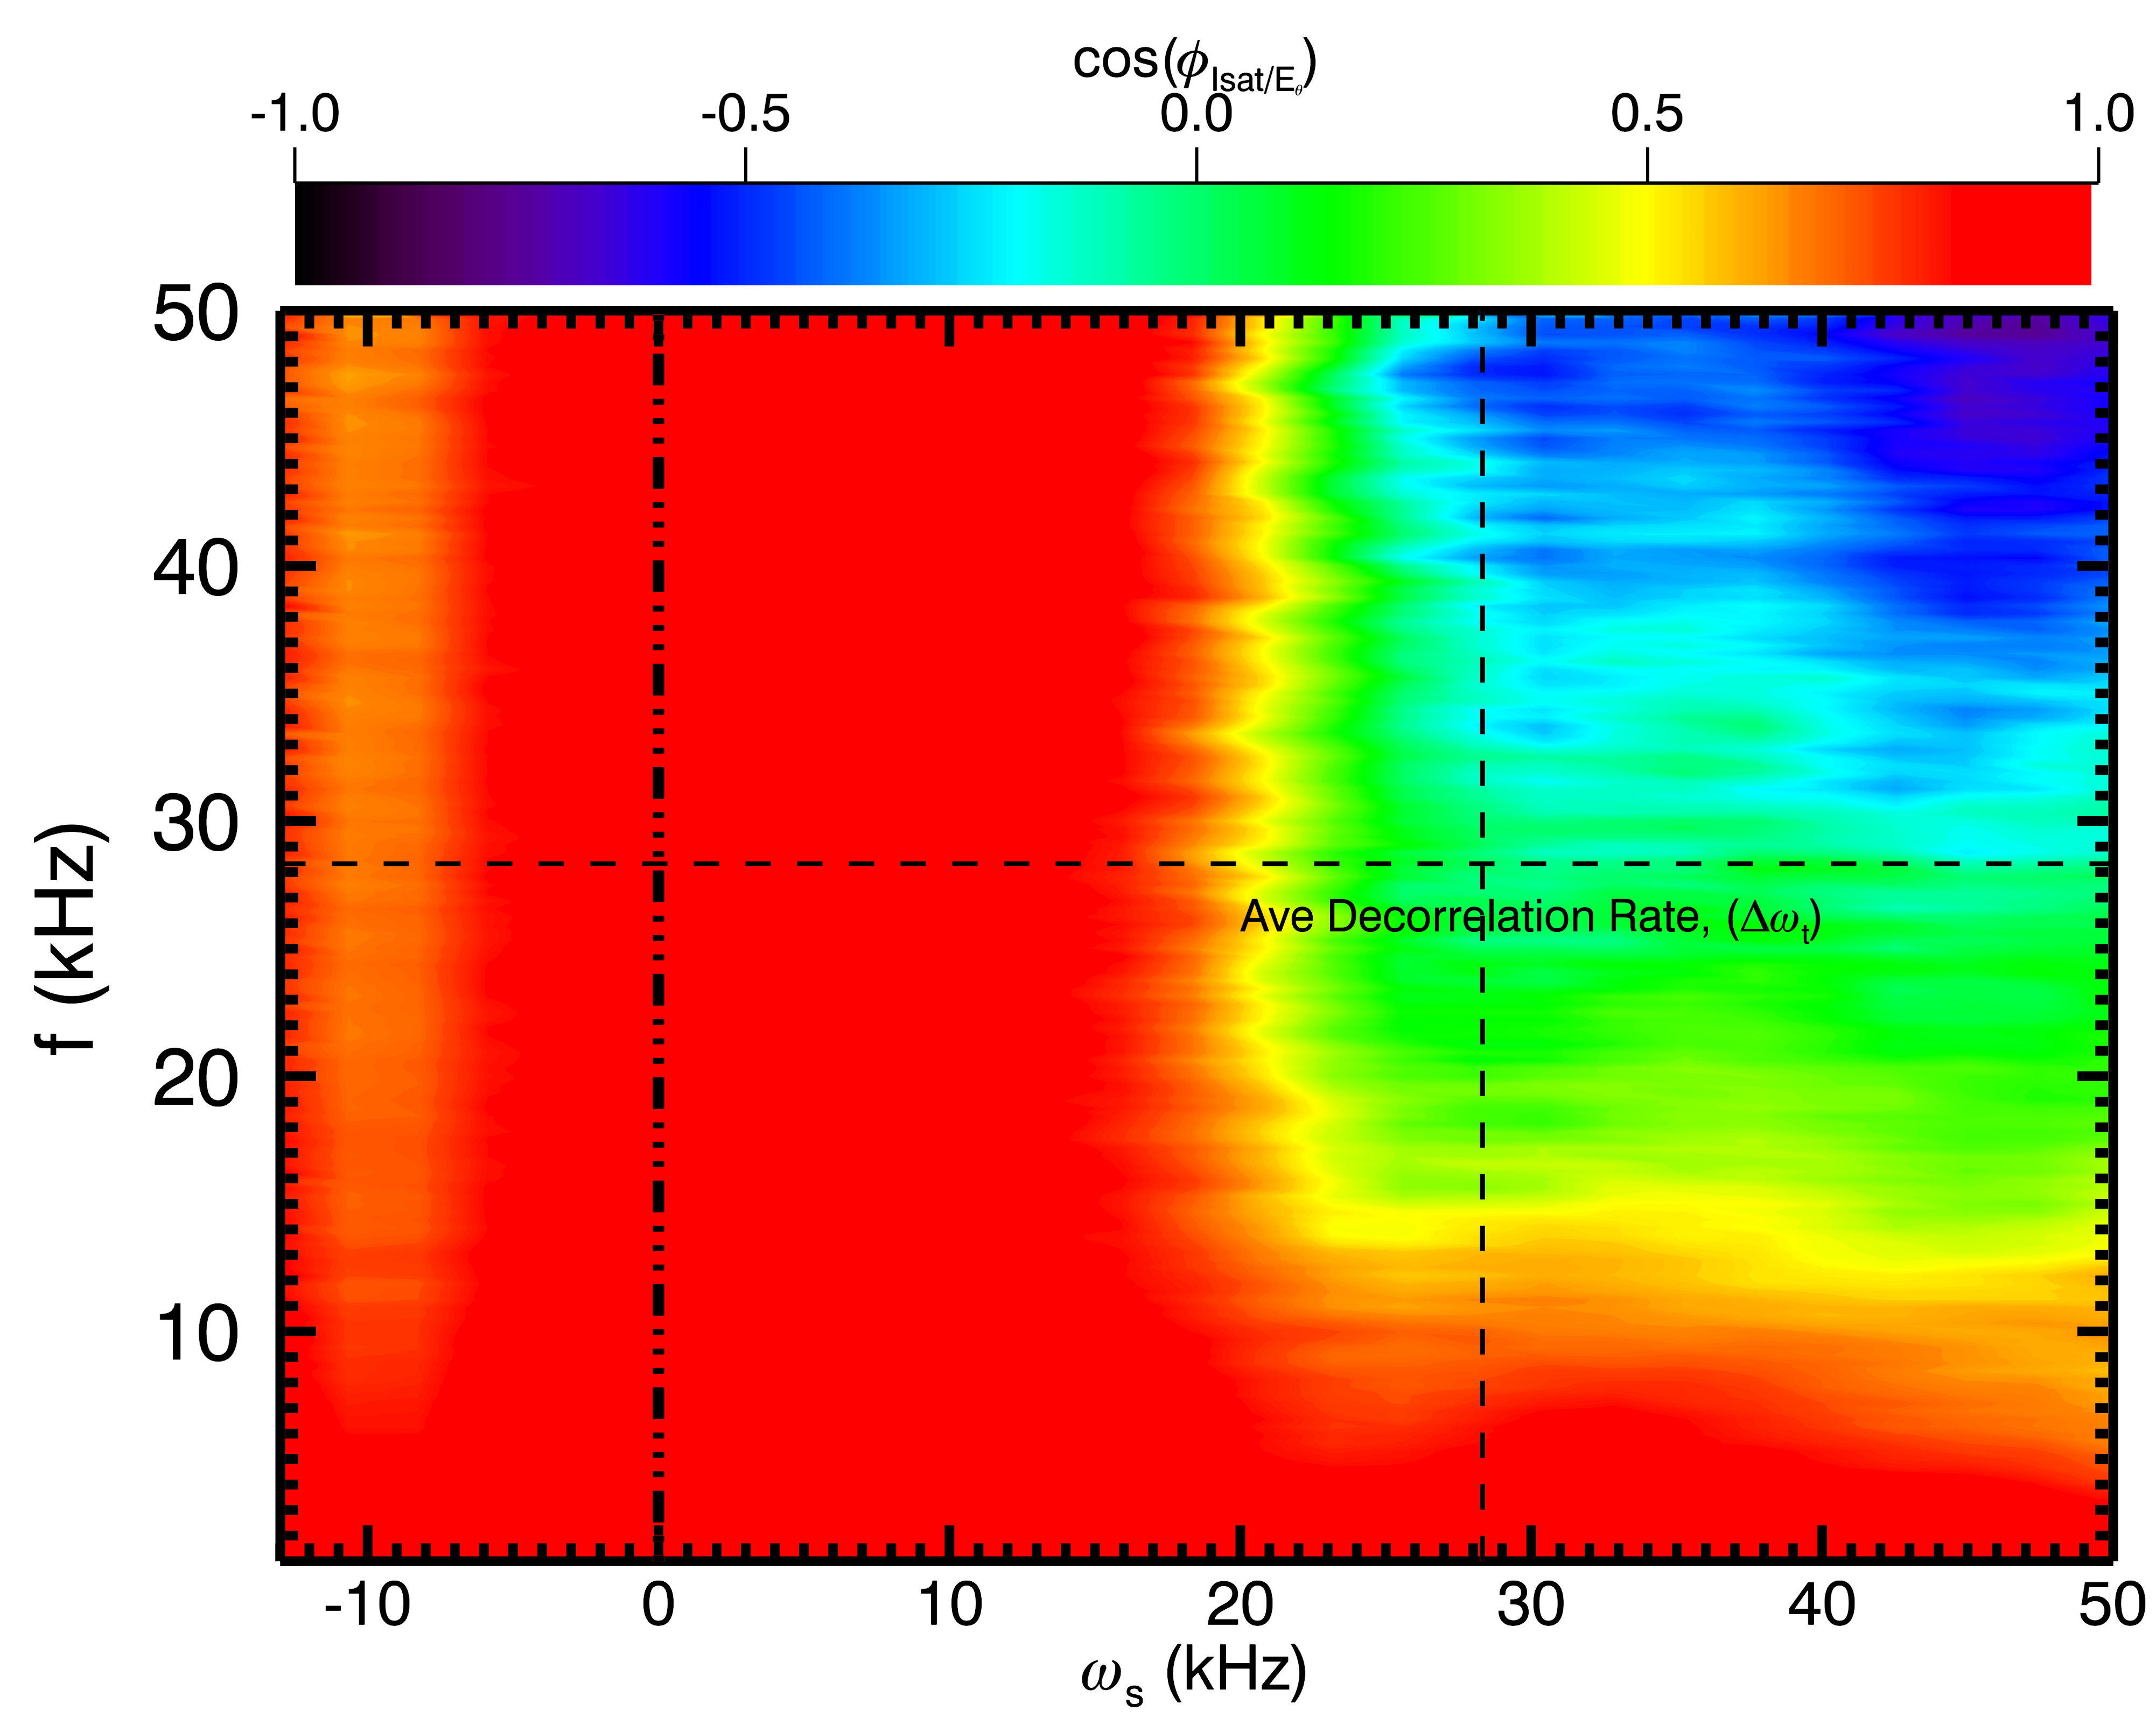 cos(ϕIsat/Eθ)
-1.0 -0.5 0.0 0.5 1.0
50
40
30
20
10
f (kHz)
Ave Decorrelation Rate, (Δωt)
-10 0 10 20 30 40 50
ωs (kHz)